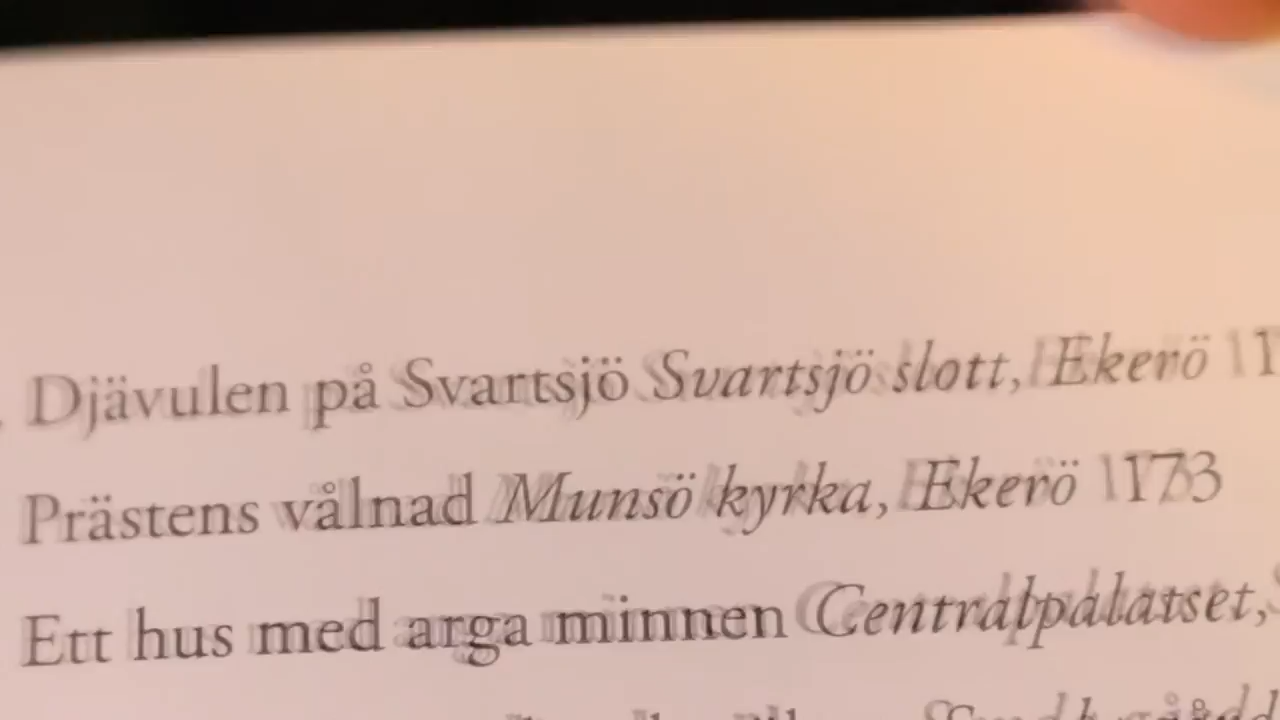 Djävulen på Svartsjö Svartsjö slott, Ekerö
Prästens vålnad Munsö kyrka, Ekerö 173
Ett hus med arga minnen Centralpalatset,